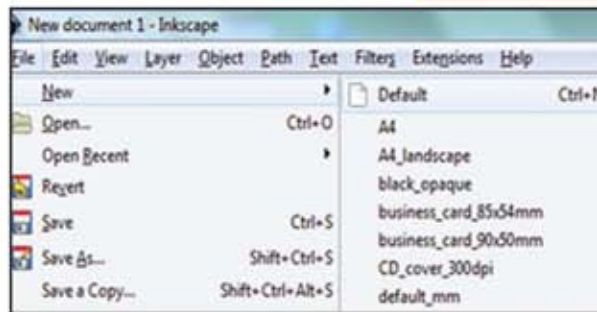 New document 1 - Inkscape
File Edit View Layer Object Path Text Filters Extensions Help
New
Open... Ctrl+O
Open Recent
Revert
Save Ctrl+S
Save As... Shift+Ctrl+S
Save a Copy... Shift+Ctrl+Alt+S
Default Ctrl+N
A4
A4_landscape
black_opaque
business_card_85x54mm
business_card_90x50mm
CD_cover_300dpi
default_mm